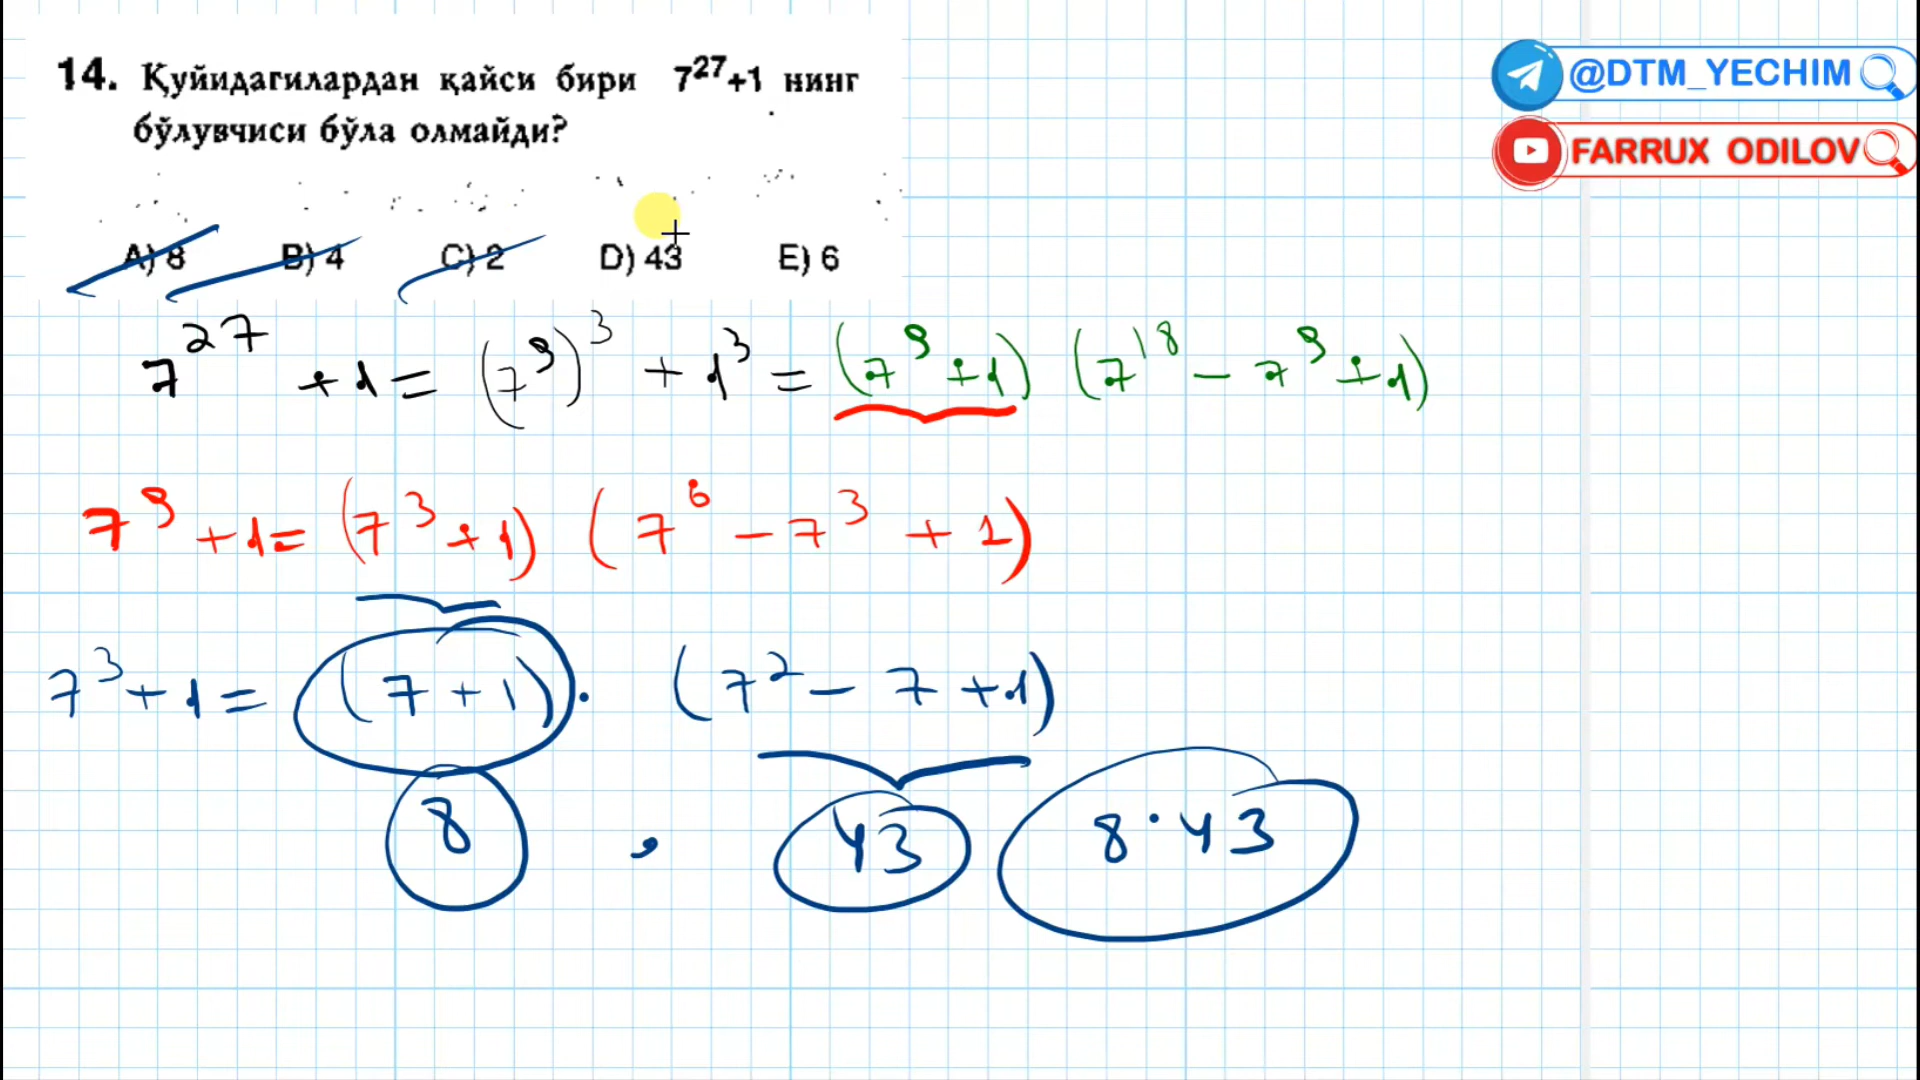 14. Қуйидагилардан қайси бири 7²⁷+1 нинг
бўлувчиси бўла олмайди?
A) 8 B) 4 C) 2 D) 43 E) 6
@DTM_YECHIM
FARRUX ODILOV
7²⁷ + 1 = (7⁹)³ + 1³ = (7⁹ + 1) (7¹⁸ − 7⁹ + 1)
7⁹ + 1 = (7³ + 1) (7⁶ − 7³ + 1)
7³ + 1 = (7 + 1) · (7² − 7 + 1)
8 , 43 8 · 43